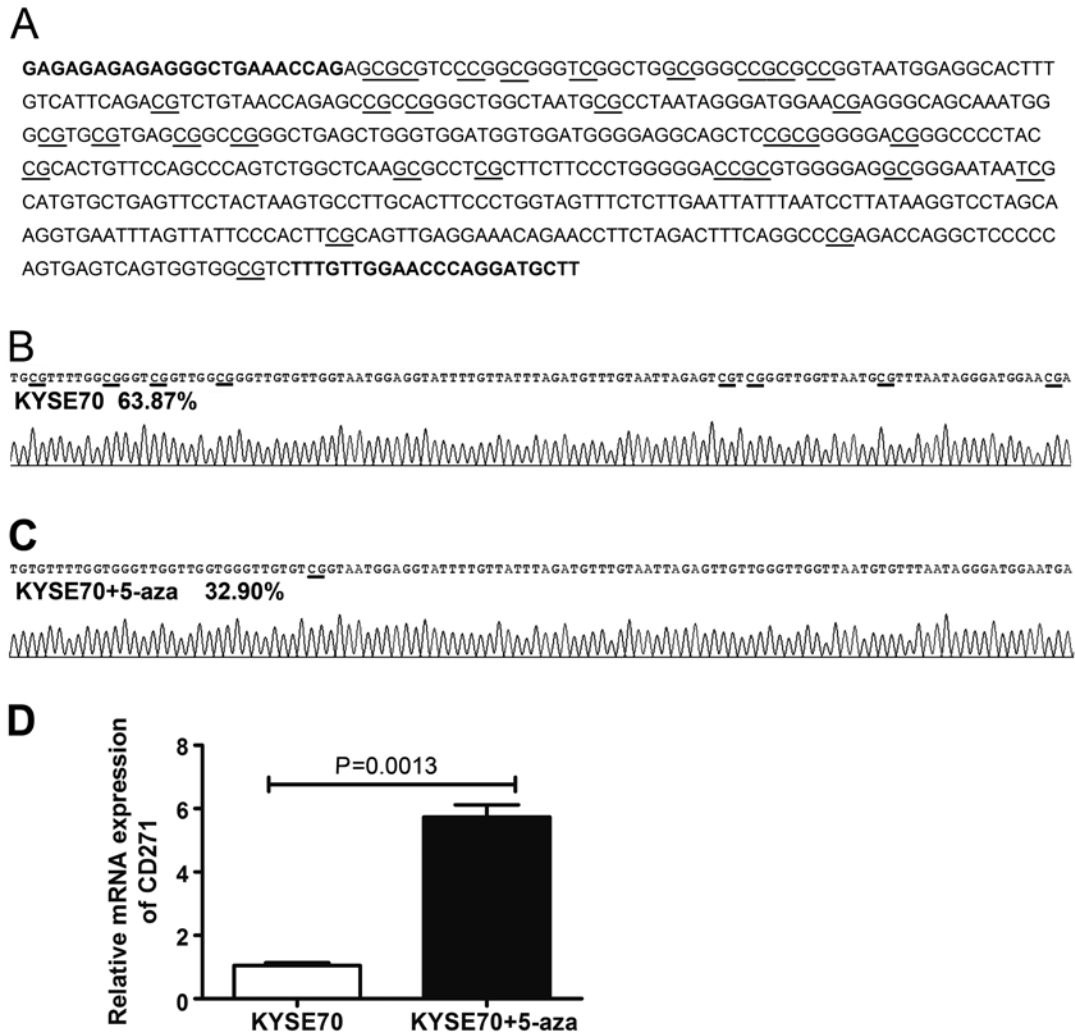 A
GAGAGAGAGAGGGCTGAAACCAGAGCGCGTCCCGGCGGGTCGGCTGGCGGGCCGCGCCGGTAATGGAGGCACTTT
GTCATTCAGACGTCTGTAACCAGAGCCGCCGGGCTGGCTAATGCGCCTAATAGGGATGGAACGAGGGCAGCAAATGG
GCGTGCGTGAGCGGCCGGGCTGAGCTGGGTGGATGGTGGATGGGGAGGCAGCTCCGCGGGGGACGGGCCCCTAC
CGCACTGTTCCAGCCCAGTCTGGCTCAAGCGCCTCGCTTCTTCCCTGGGGGACCGCGTGGGGAGGCGGGAATAATCG
CATGTGCTGAGTTCCTACTAAGTGCCTTGCACTTCCCTGGTAGTTTCTCTTGAATTATTTAATCCTTATAAGGTCCTAGCA
AGGTGAATTTAGTTATTCCCACTTCGCAGTTGAGGAAACAGAACCTTCTAGACTTTCAGGCCCGAGACCAGGCTCCCCC
AGTGAGTCAGTGGTGGCGTCTTTGTTGGAACCCAGGATGCTT
B
TGCGTTTTGGCGGGTCGGTTGGCGGGTTGTGTTGGTAATGGAGGTATTTTGTTATTTAGATGTTTGTAATTAGAGTCGTCGGGTTGGTTAATGCGTTTAATAGGGATGGAACGA
KYSE70 63.87%
C
TGTGTTTTGGTGGGTTGGTTGGTGGGTTGTGTCGGTAATGGAGGTATTTTGTTATTTAGATGTTTGTAATTAGAGTTGTTGGGTTGGTTAATGTGTTTAATAGGGATGGAATGA
KYSE70+5-aza 32.90%
D
Relative mRNA expression
of CD271
8
6
4
2
0
P=0.0013
KYSE70
KYSE70+5-aza